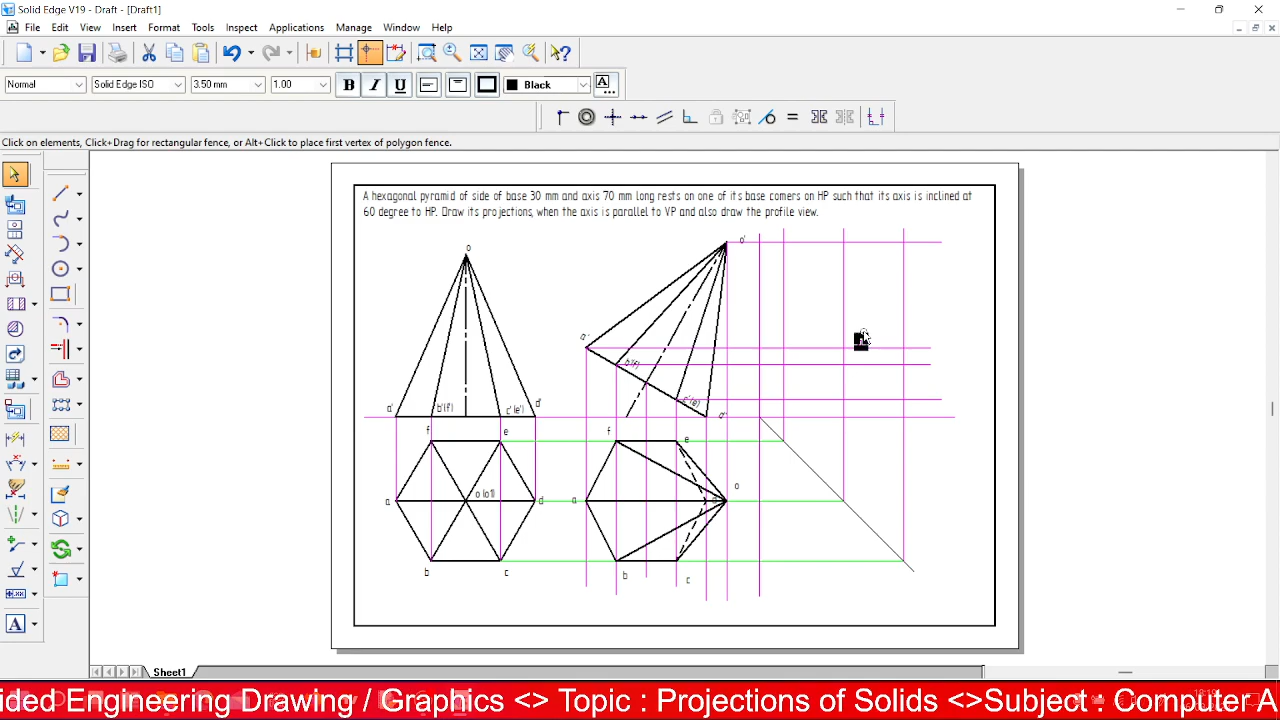 Solid Edge V19 - Draft - [Draft1]
File Edit View Insert Format Tools Inspect Applications Manage Window Help
Normal Solid Edge ISO 3.50 mm 1.00 B I U Black A
Click on elements, Click+Drag for rectangular fence, or Alt+Click to place first vertex of polygon fence.
A hexagonal pyramid of side of base 30 mm and axis 70 mm long rests on one of its base corners on HP such that its axis is inclined at
60 degree to HP. Draw its projections, when the axis is parallel to VP and also draw the profile view.
o o'
a' b'(f')
a' b'(f') c'(e') d' c'(e') d'
f e f e
a o (o1) d a d o
b c b c
A
Sheet1
ided Engineering Drawing / Graphics <> Topic : Projections of Solids <>Subject : Computer A